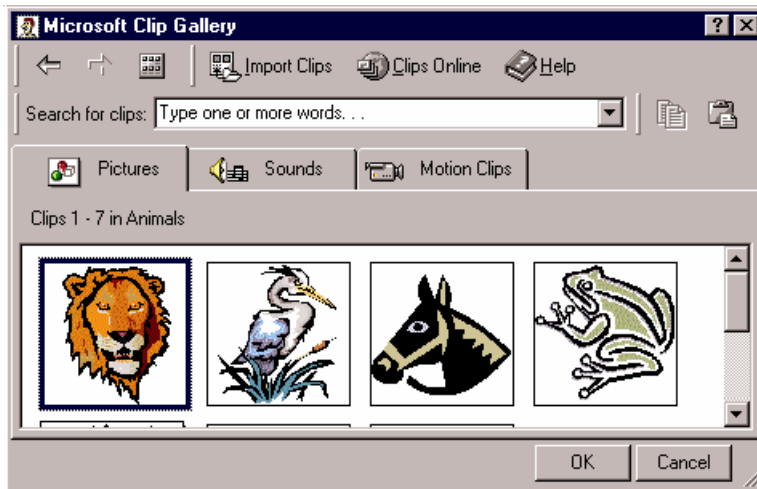 Microsoft Clip Gallery
Import Clips Clips Online Help
Search for clips: Type one or more words. . .
Pictures Sounds Motion Clips
Clips 1 - 7 in Animals
OK Cancel